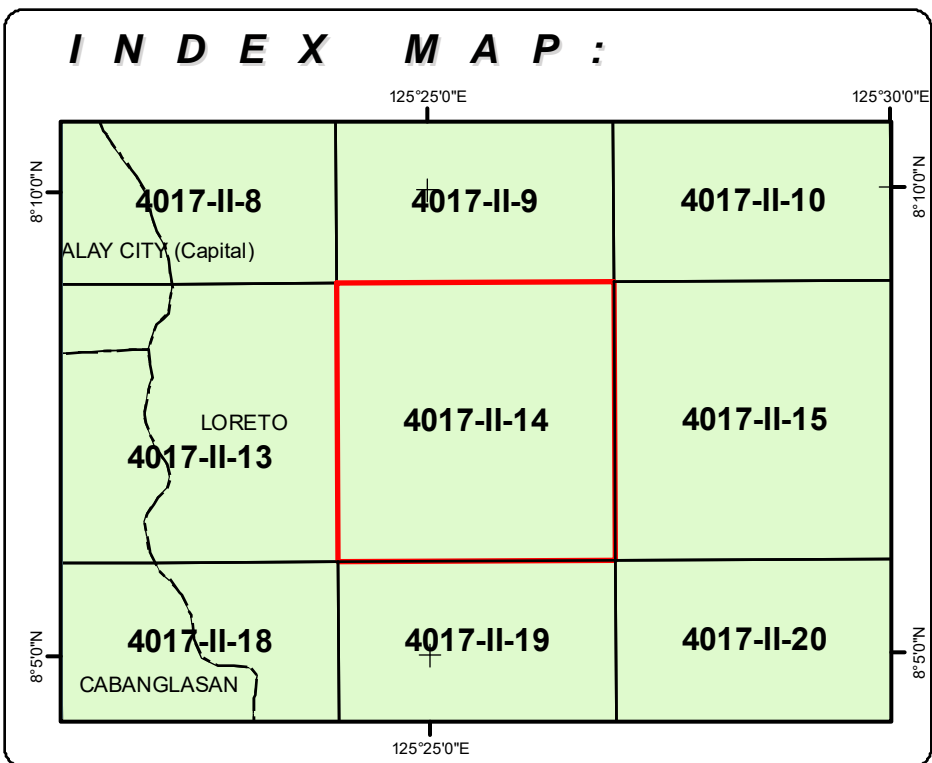 INDEX MAP:
125°25'0"E
125°30'0"E
8°10'0"N
8°10'0"N
4017-II-8
4017-II-9
4017-II-10
ALAY CITY (Capital)
LORETO
4017-II-13
4017-II-14
4017-II-15
4017-II-18
4017-II-19
4017-II-20
8°5'0"N
8°5'0"N
CABANGLASAN
125°25'0"E